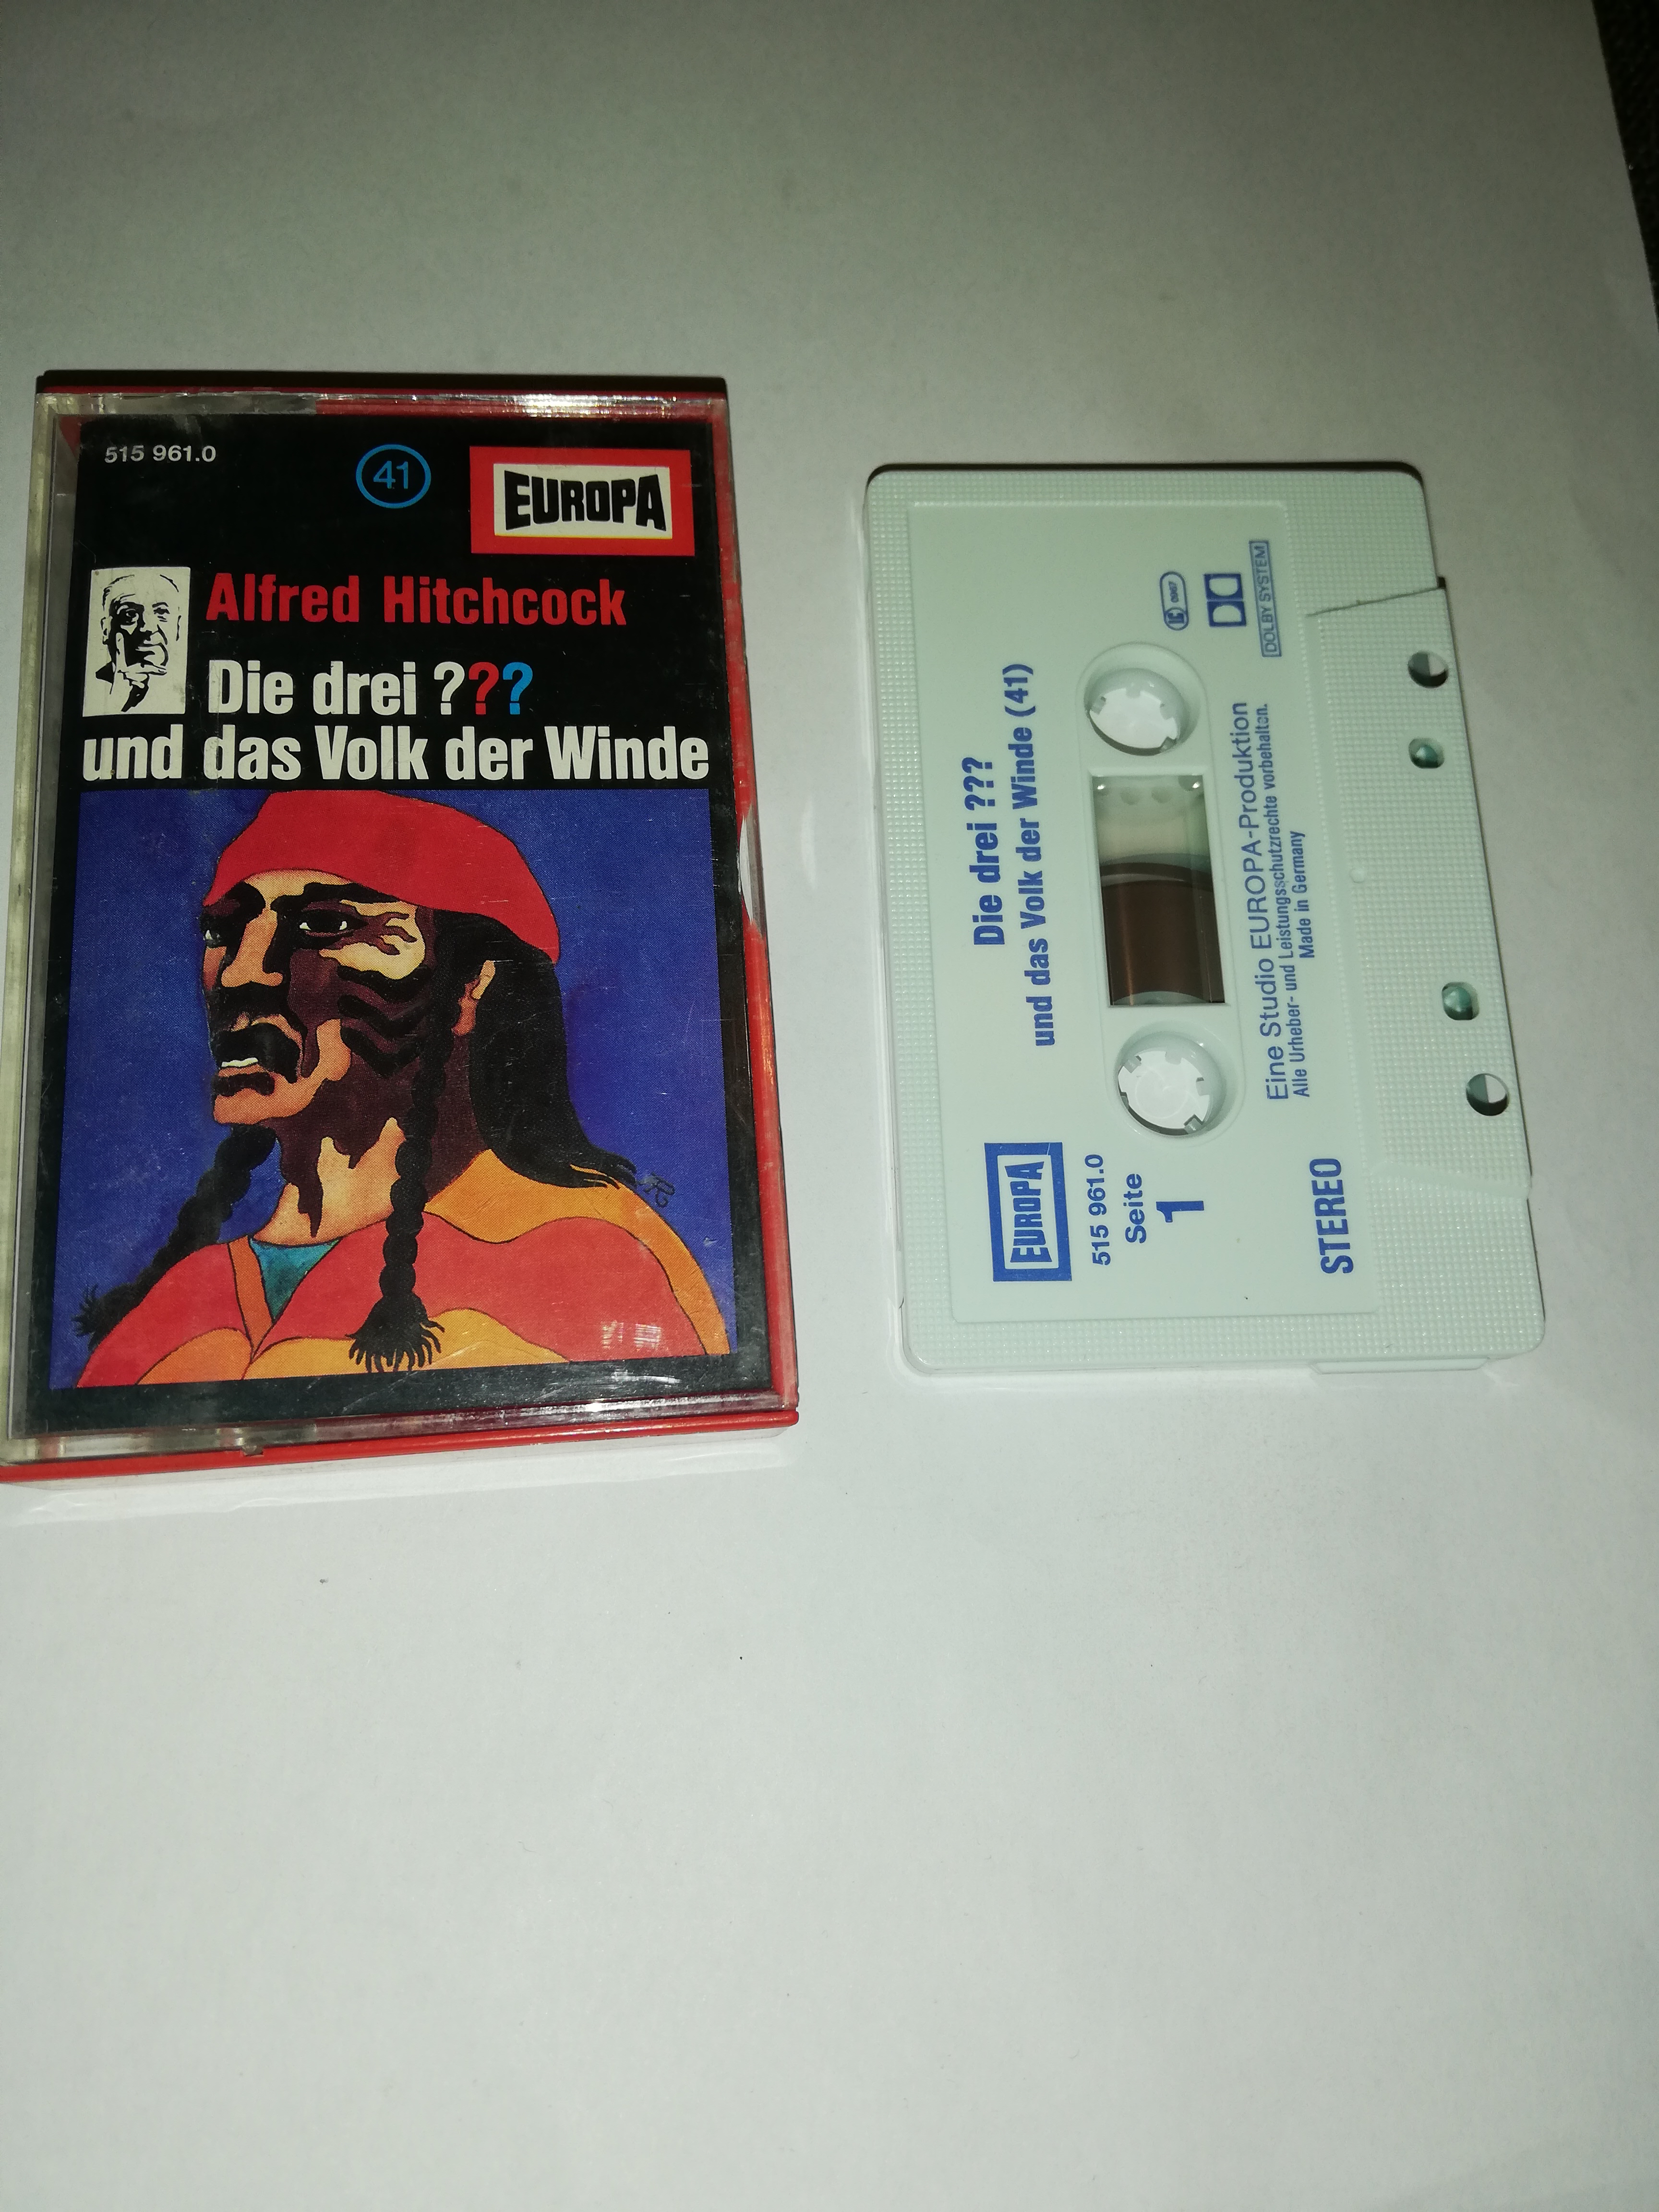 515 961.0
41
EUROPA
Alfred Hitchcock
Die drei ???
und das Volk der Winde
Die drei ???
und das Volk der Winde (41)
EUROPA
515 961.0
Seite
1
STEREO
LC 0967
DOLBY SYSTEM
Eine Studio EUROPA-Produktion
Alle Urheber- und Leistungsschutzrechte vorbehalten.
Made in Germany